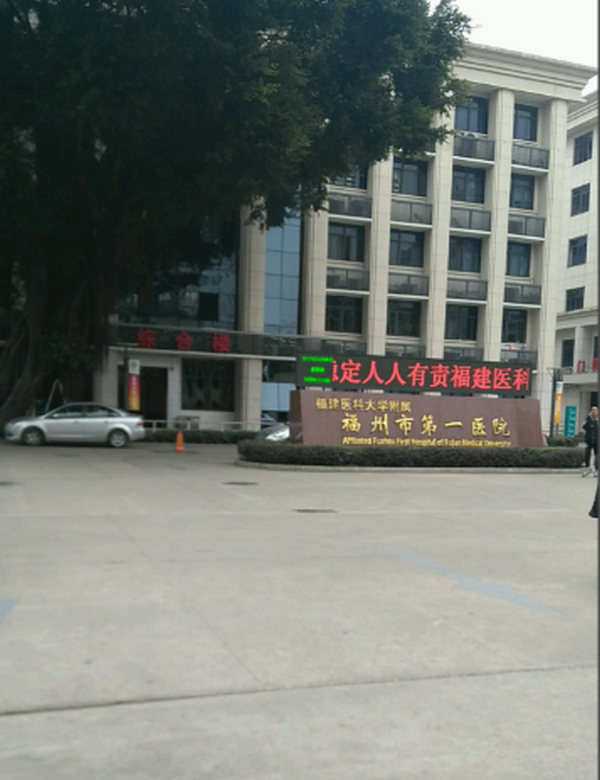 综合楼
定人人有责福建医科
福建医科大学附属
福州市第一医院
Affiliated Fuzhou First Hospital of Fujian Medical University
门